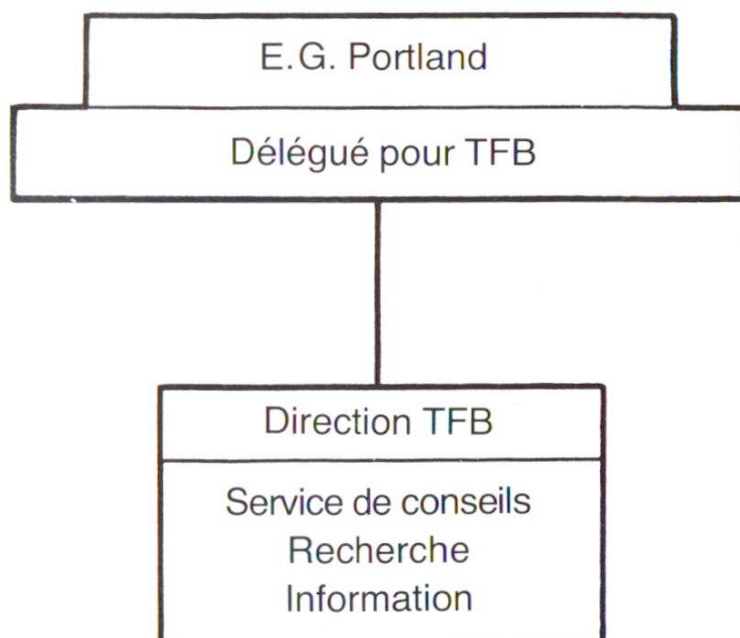 E.G. Portland
Délégué pour TFB
Direction TFB
Service de conseils
Recherche
Information